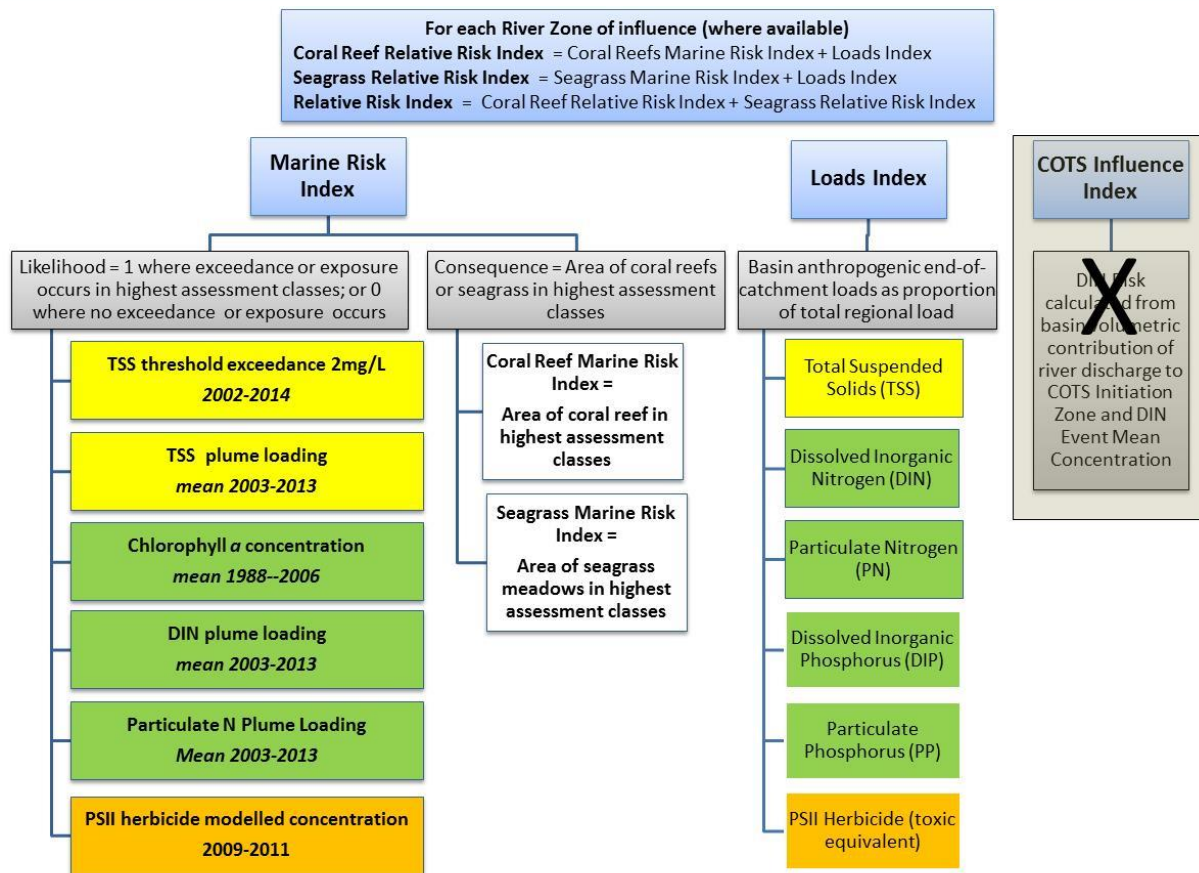 For each River Zone of influence (where available)
Coral Reef Relative Risk Index = Coral Reefs Marine Risk Index + Loads Index
Seagrass Relative Risk Index = Seagrass Marine Risk Index + Loads Index
Relative Risk Index = Coral Reef Relative Risk Index + Seagrass Relative Risk Index
Marine Risk
Index
Likelihood = 1 where exceedance or exposure
occurs in highest assessment classes; or 0
where no exceedance or exposure occurs
TSS threshold exceedance 2mg/L
2002-2014
TSS plume loading
mean 2003-2013
Chlorophyll a concentration
mean 1988--2006
DIN plume loading
mean 2003-2013
Particulate N Plume Loading
Mean 2003-2013
PSII herbicide modelled concentration
2009-2011
Consequence = Area of coral reefs
or seagrass in highest assessment
classes
Coral Reef Marine Risk
Index =
Area of coral reef in
highest assessment
classes
Seagrass Marine Risk
Index =
Area of seagrass
meadows in highest
assessment classes
Loads Index
Basin anthropogenic end-of-
catchment loads as proportion
of total regional load
Total Suspended
Solids (TSS)
Dissolved Inorganic
Nitrogen (DIN)
Particulate Nitrogen
(PN)
Dissolved Inorganic
Phosphorus (DIP)
Particulate
Phosphorus (PP)
PSII Herbicide (toxic
equivalent)
COTS Influence
Index
DIN Risk
calculated from
basin volumetric
contribution of
river discharge to
COTS Initiation
Zone and DIN
Event Mean
Concentration
X